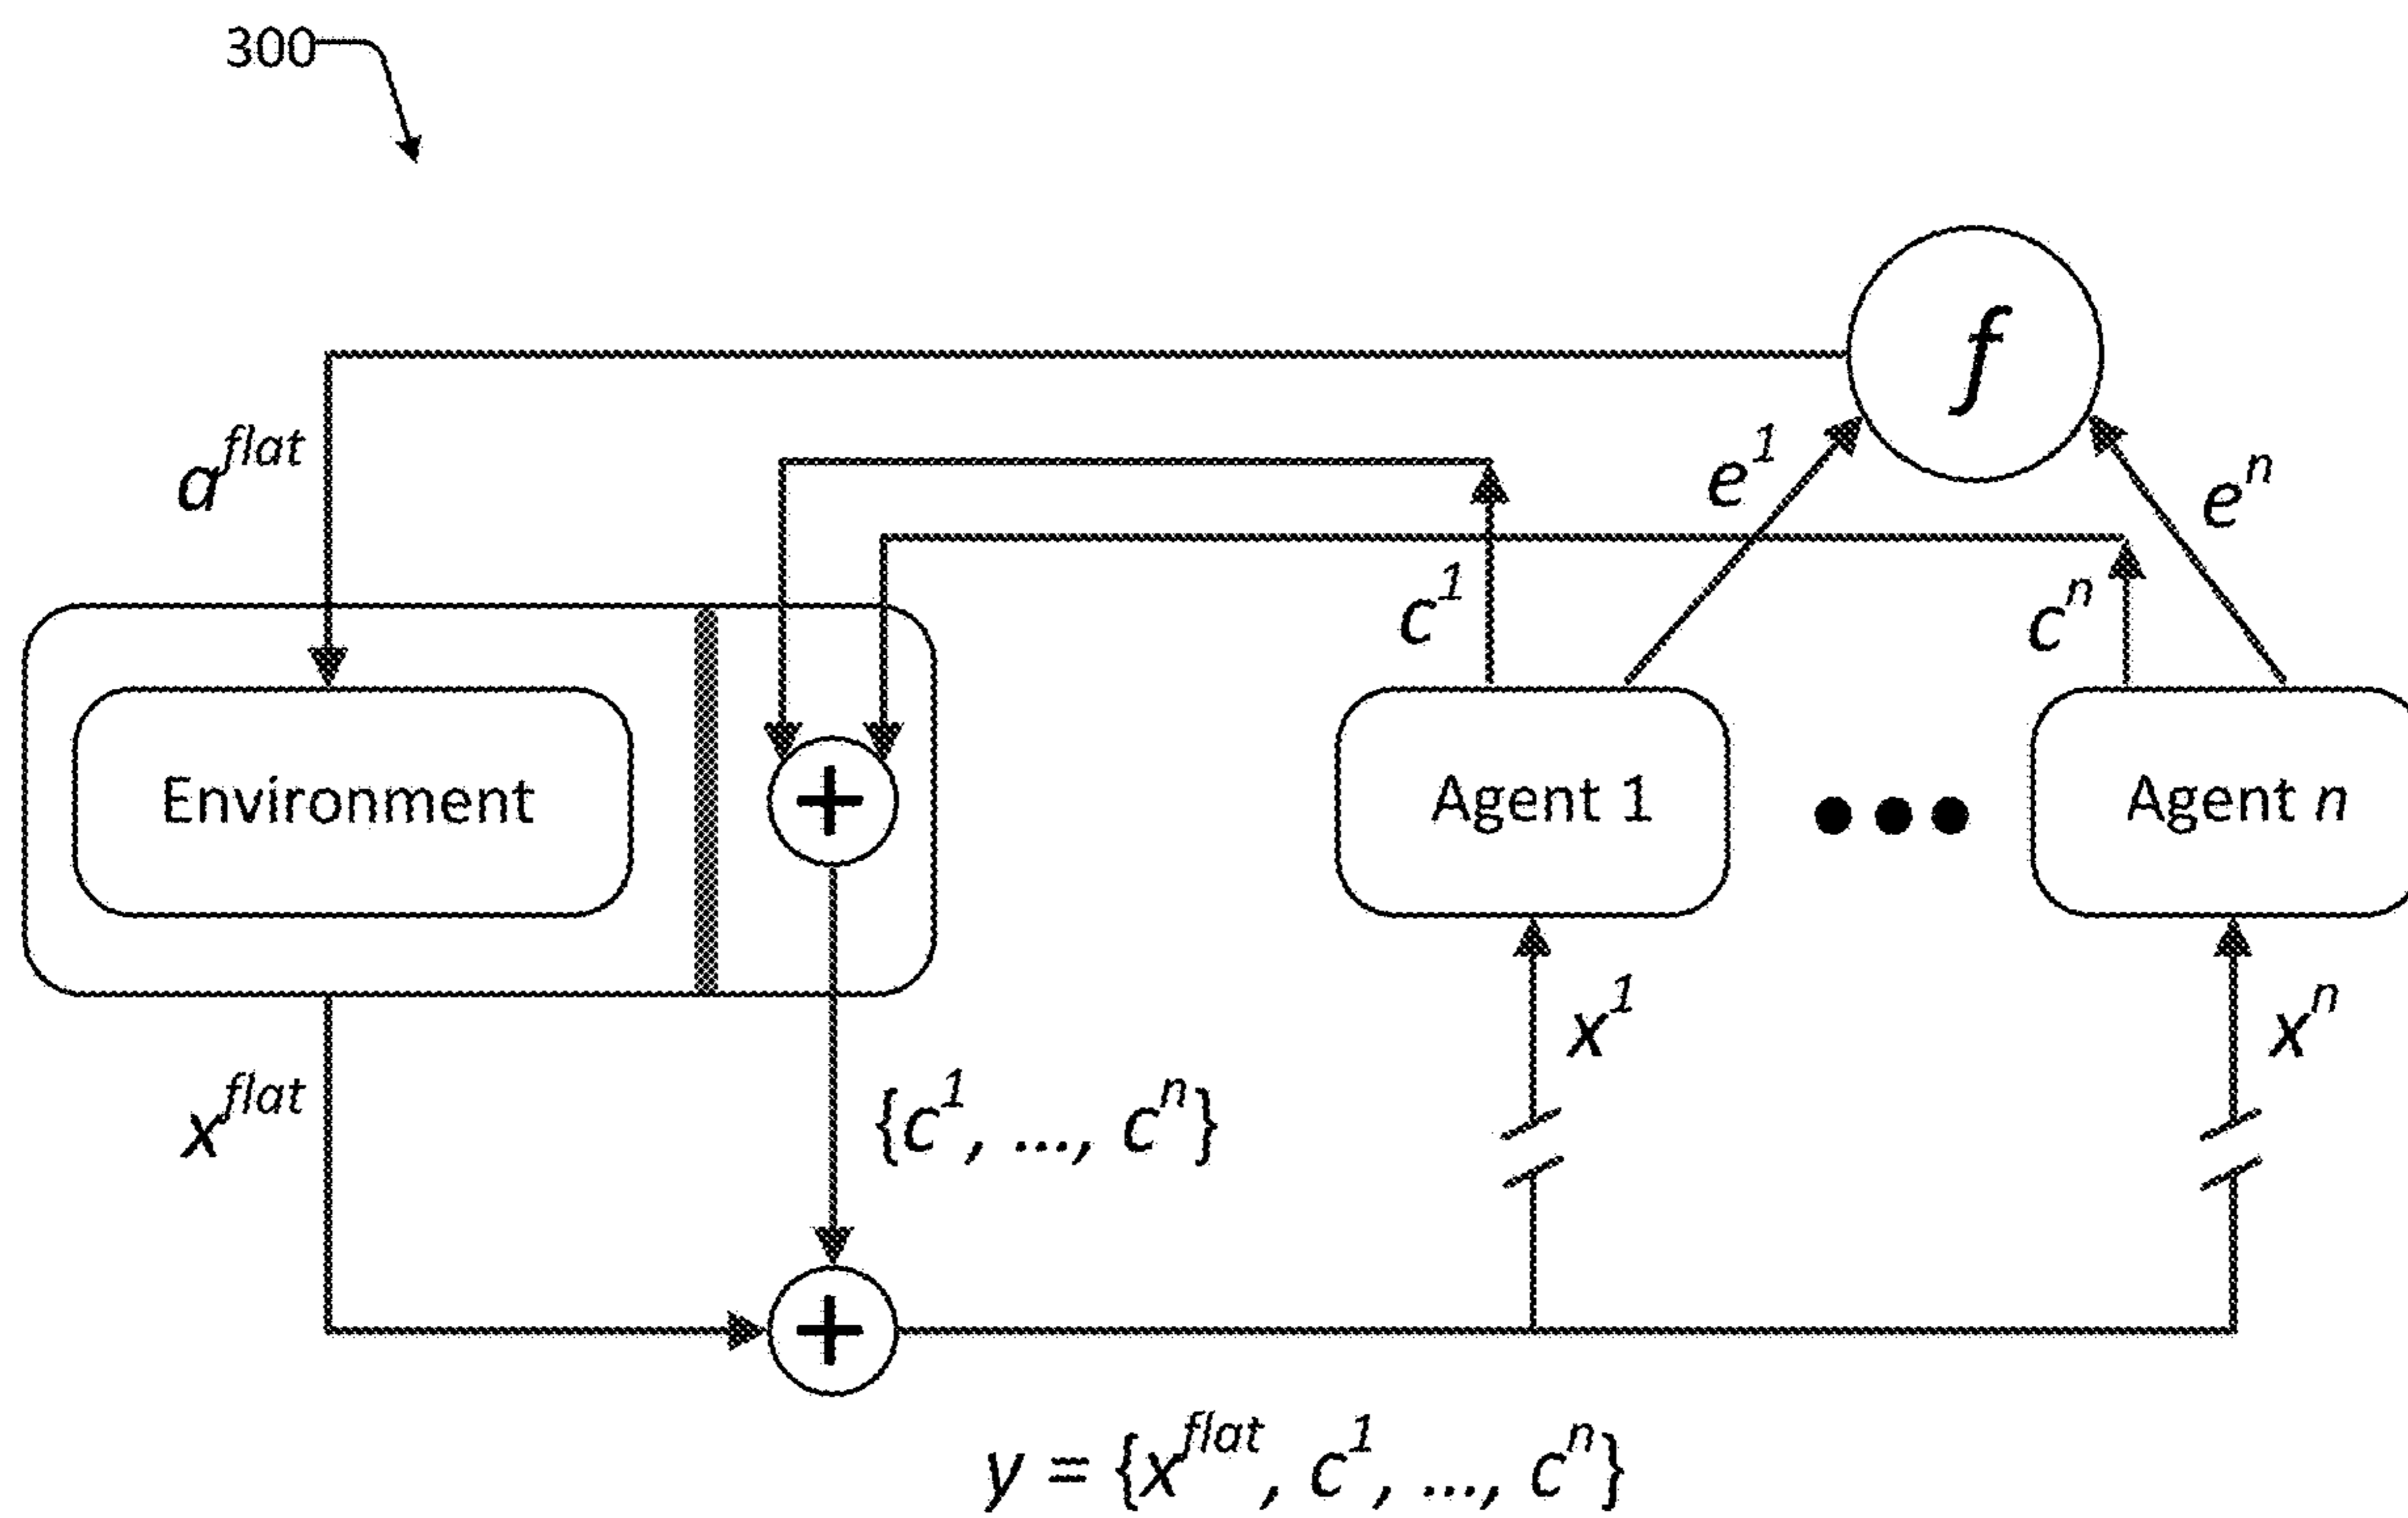 300
f
a^flat
e^1
e^n
c^1
c^n
Environment
+
Agent 1
Agent n
x^1
x^n
x^flat
{c^1, ..., c^n}
+
y = {x^flat, c^1, ..., c^n}